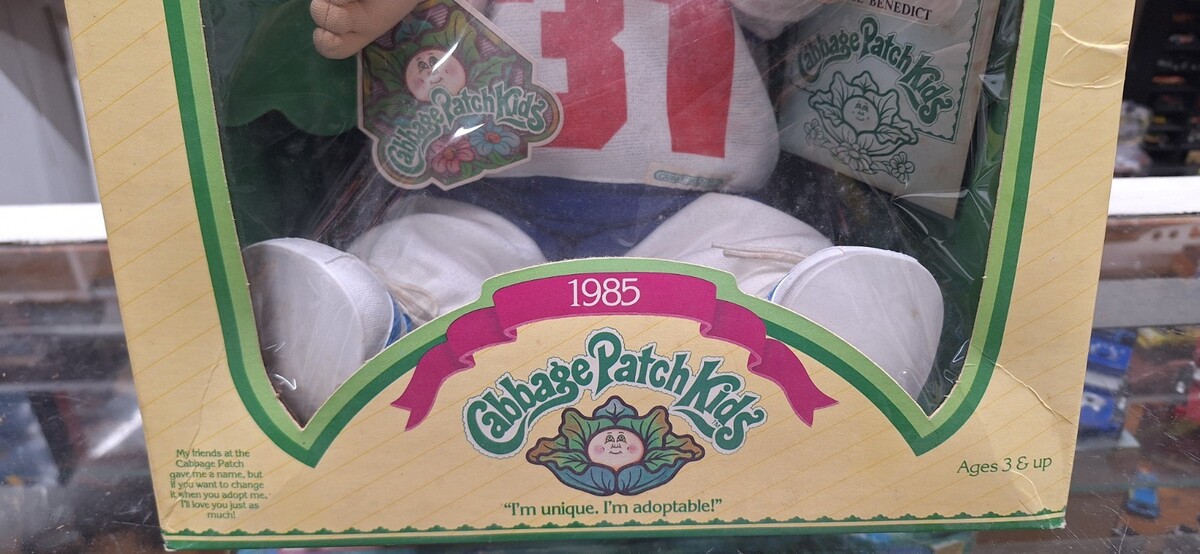 BENEDICT
Cabbage Patch Kids
31
Cabbage Patch Kids
1985
Cabbage Patch Kids™
"I'm unique. I'm adoptable!"
My friends at the
Cabbage Patch
gave me a name, but
if you want to change
it when you adopt me,
I'll love you just as
much!
Ages 3 & up